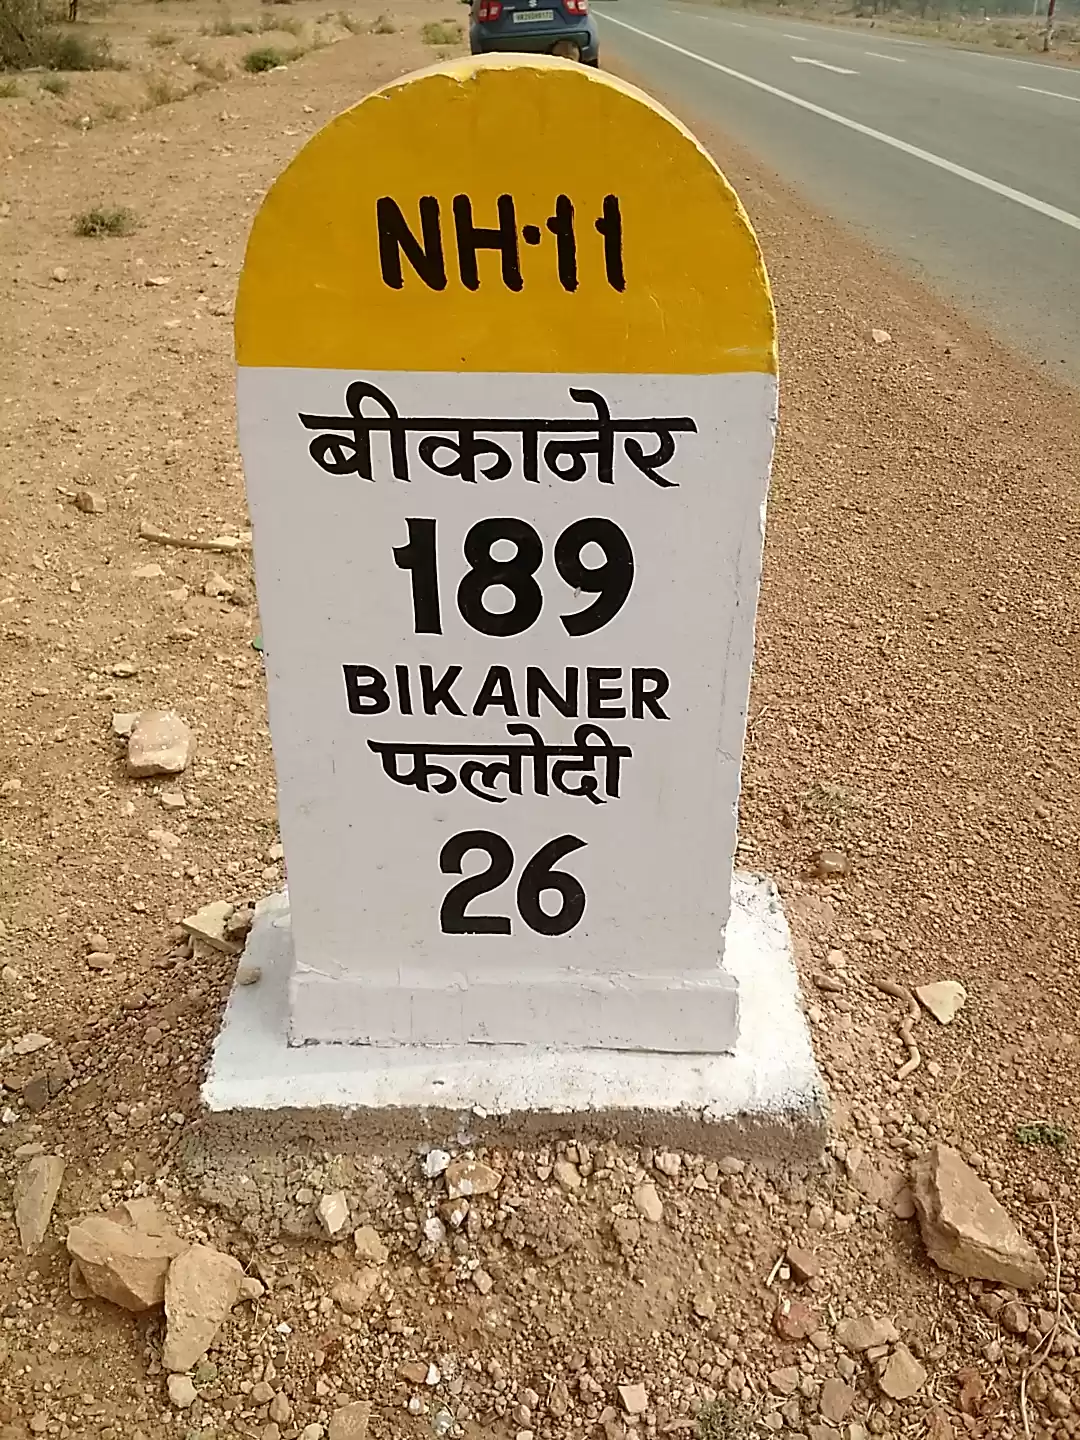 NH·11
बीकानेर
189
BIKANER
फलोदी
26